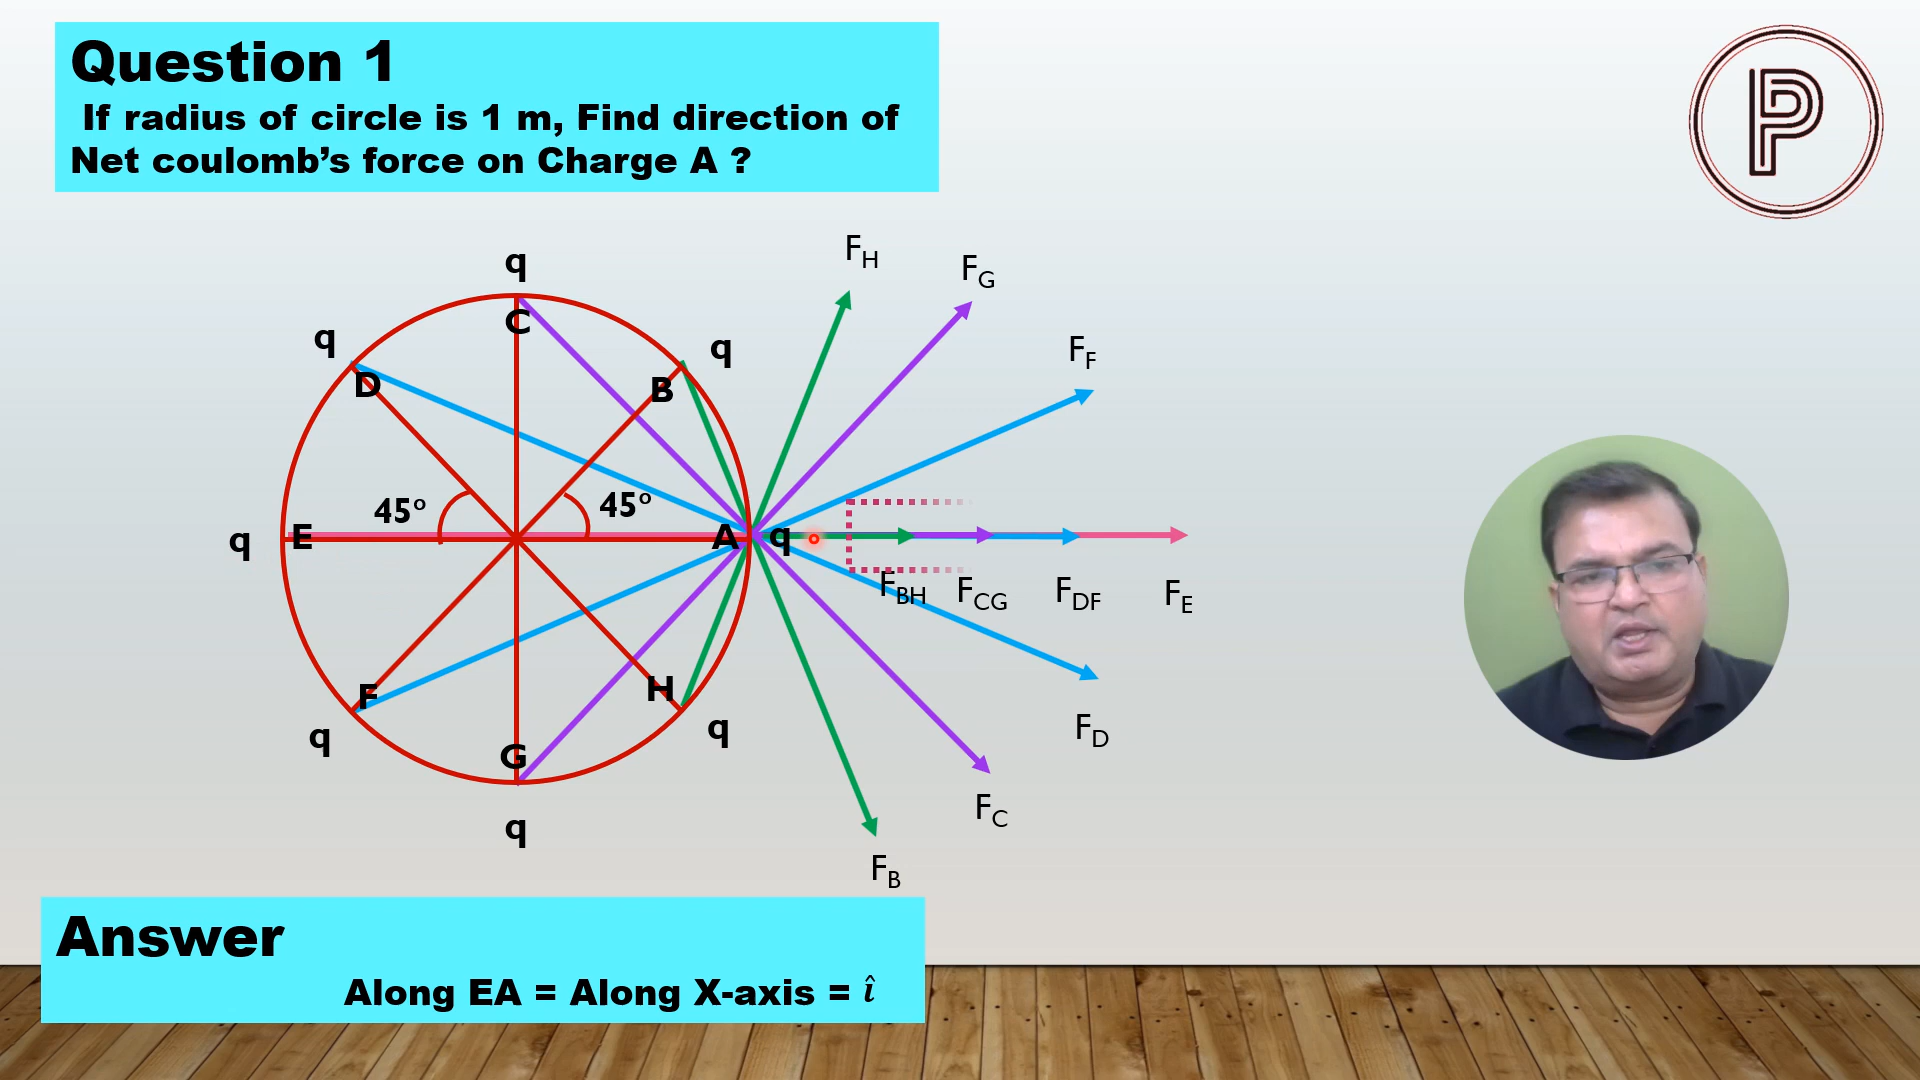 Question 1
If radius of circle is 1 m, Find direction of
Net coulomb's force on Charge A ?
P
F_H
F_G
q
C
q
D
q
B
F_F
45°
45°
q
E
A
q
F_BH
F_CG
F_DF
F_E
F
q
H
q
G
F_D
F_C
q
F_B
Answer
Along EA = Along X-axis = î